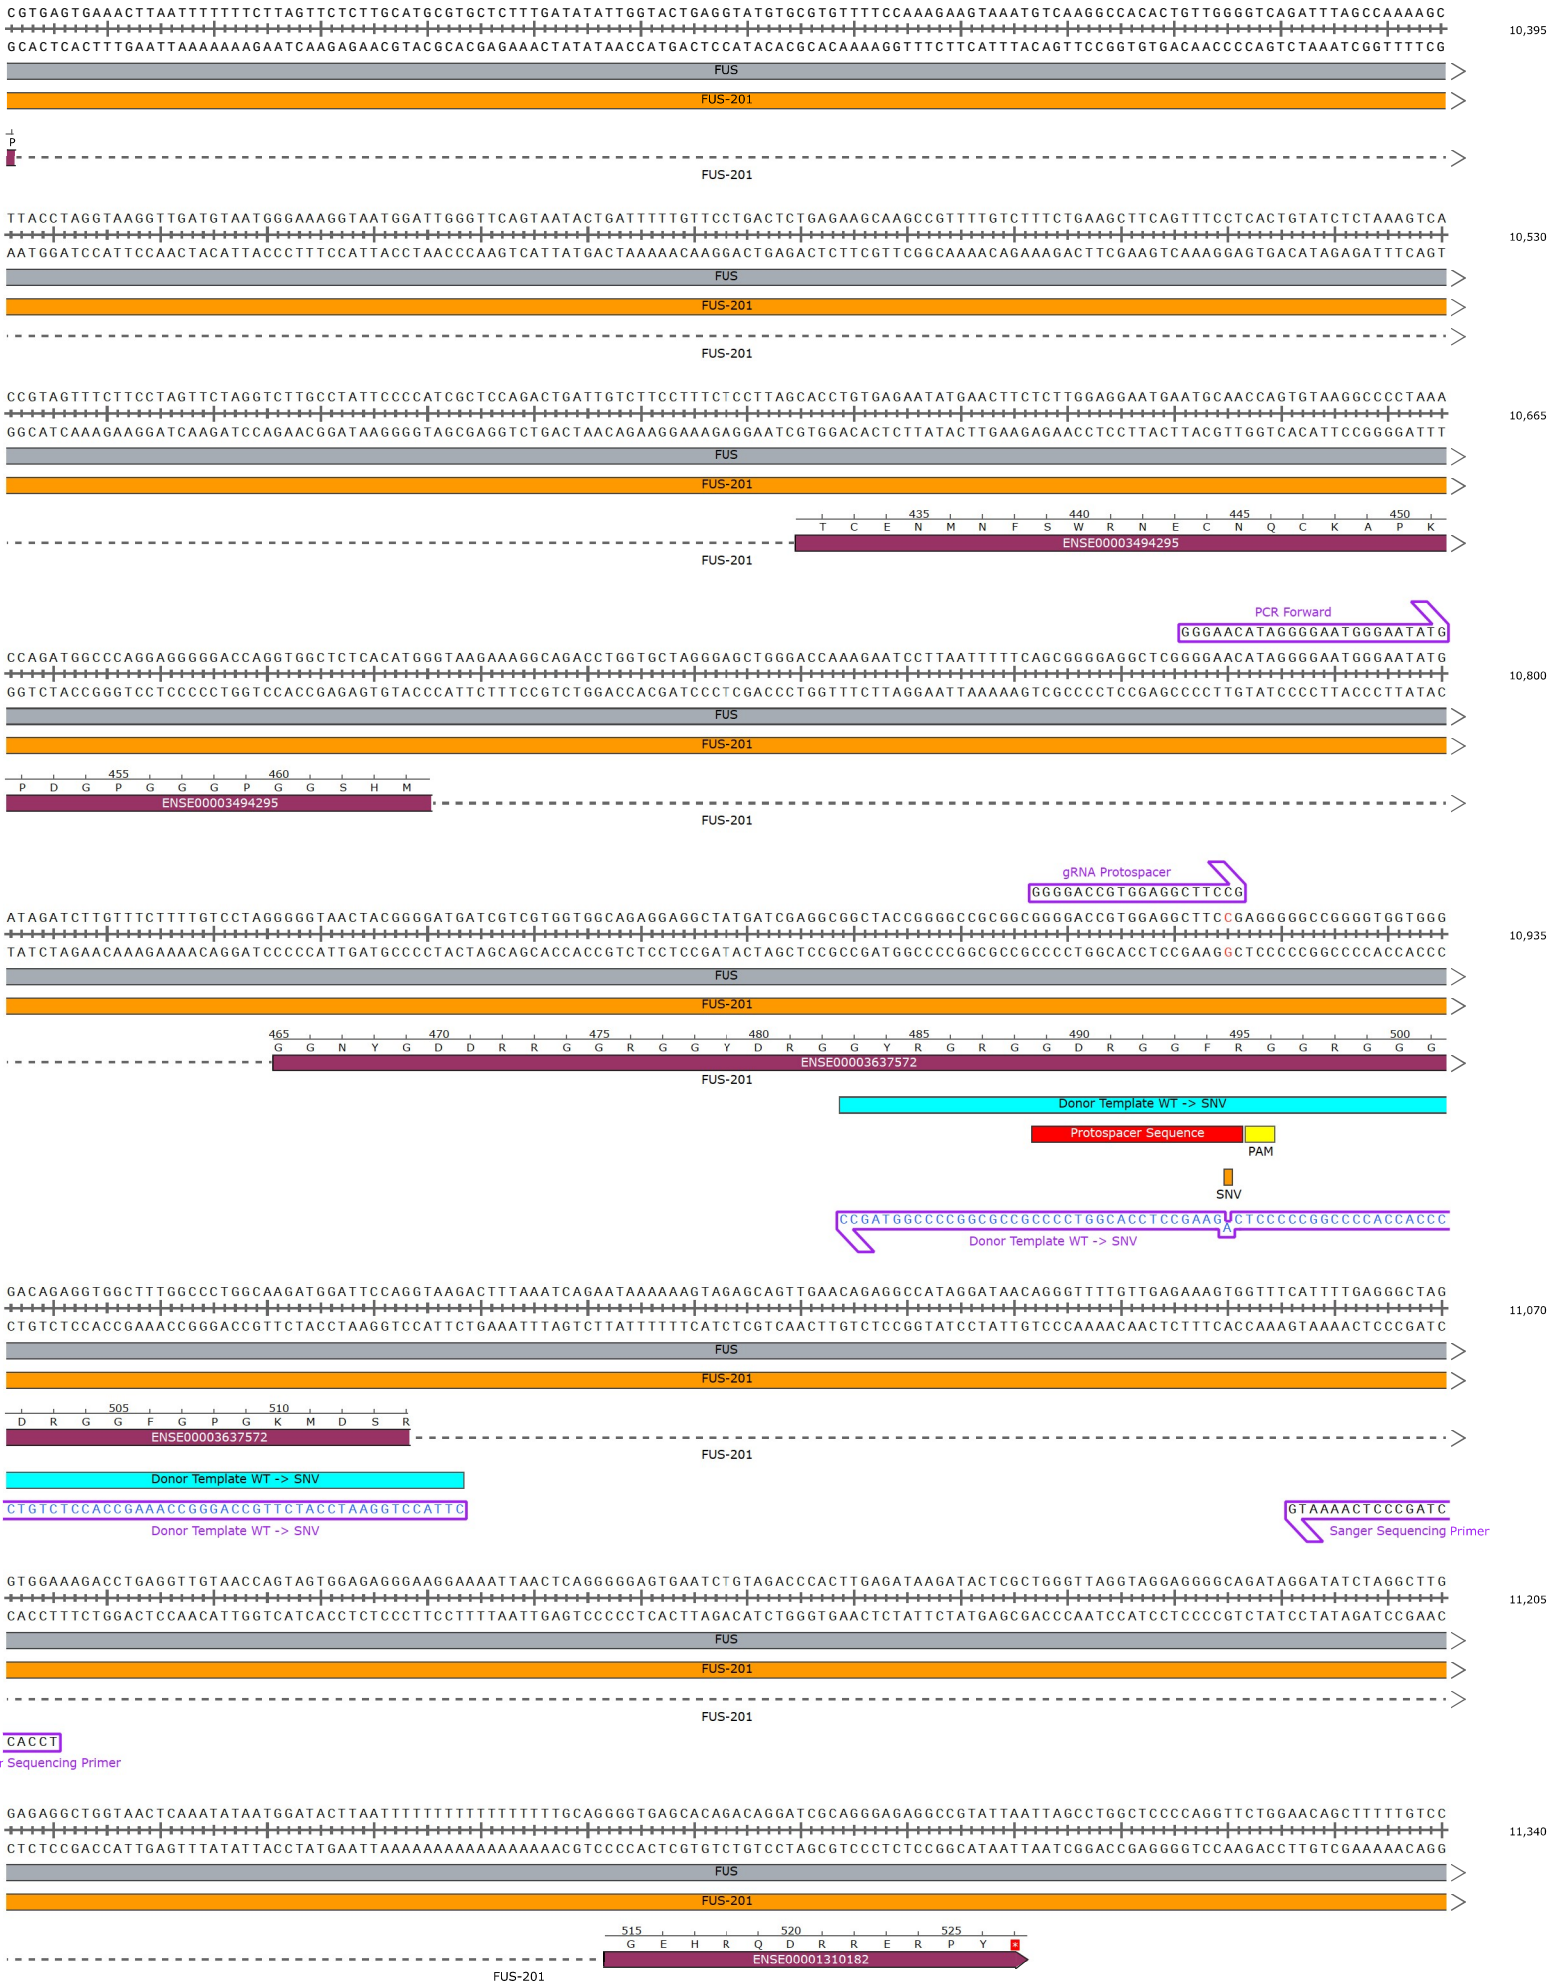 CGTGAGTGAAACTTAATTTTTTTCTTAGTTCTCTTGCATGCGTGCTCTTTGATATATTGGTACTGAGGTATGTGCGTGTTTTCCAAAGAAGTAAATGTCAAGGCCACACTGTTGGGGTCAGATTTAGCCAAAAGC
10,395
GCACTCACTTTGAATTAAAAAAAGAATCAAGAGAACGTACGCACGAGAAACTATATAACCATGACTCCATACACGCACAAAAGGTTTCTTCATTTACAGTTCCGGTGTGACAACCCCAGTCTAAATCGGTTTTCG
FUS
FUS-201
P
FUS-201
TTACCTAGGTAAGGTTGATGTAATGGGAAAGGTAATGGATTGGGTTCAGTAATACTGATTTTTGTTCCTGACTCTGAGAAGCAAGCCGTTTTGTCTTTCTGAAGCTTCAGTTTCCTCACTGTATCTCTAAAGTCA
10,530
AATGGATCCATTCCAACTACATTACCCTTTCCATTACCTAACCCAAGTCATTATGACTAAAAACAAGGACTGAGACTCTTCGTTCGGCAAAACAGAAAGACTTCGAAGTCAAAGGAGTGACATAGAGATTTCAGT
FUS
FUS-201
FUS-201
CCGTAGTTTCTTCCTAGTTCTAGGTCTTGCCTATTCCCCATCGCTCCAGACTGATTGTCTTCCTTTCTCCTTAGCACCTGTGAGAATATGAACTTCTCTTGGAGGAATGAATGCAACCAGTGTAAGGCCCCTAAA
10,665
GGCATCAAAGAAGGATCAAGATCCAGAACGGATAAGGGGTAGCGAGGTCTGACTAACAGAAGGAAAGAGGAATCGTGGACACTCTTATACTTGAAGAGAACCTCCTTACTTACGTTGGTCACATTCCGGGGATTT
FUS
FUS-201
435 440 445 450
T C E N M N F S W R N E C N Q C K A P K
ENSE00003494295
FUS-201
PCR Forward
GGGAACATAGGGGAATGGGAATATG
CCAGATGGCCCAGGAGGGGGACCAGGTGGCTCTCACATGGGTAAGAAAGGCAGACCTGGTGCTAGGGAGCTGGGACCAAAGAATCCTTAATTTTTCAGCGGGGAGGCTCGGGGAACATAGGGGAATGGGAATATG
10,800
GGTCTACCGGGTCCTCCCCCTGGTCCACCGAGAGTGTACCCATTCTTTCCGTCTGGACCACGATCCCTCGACCCTGGTTTCTTAGGAATTAAAAAGTCGCCCCTCCGAGCCCCTTGTATCCCCTTACCCTTATAC
FUS
FUS-201
455 460
P D G P G G G P G G S H M
ENSE00003494295
FUS-201
gRNA Protospacer
GGGGACCGTGGAGGCTTCCG
ATAGATCTTGTTTCTTTTGTCCTAGGGGGTAACTACGGGGATGATCGTCGTGGTGGCAGAGGAGGCTATGATCGAGGCGGCTACCGGGGCCGCGGCGGGGACCGTGGAGGCTTCCGAGGGGGCCGGGGTGGTGGG
10,935
TATCTAGAACAAAGAAAACAGGATCCCCCATTGATGCCCCTACTAGCAGCACCACCGTCTCCTCCGATACTAGCTCCGCCGATGGCCCCGGCGCCGCCCCTGGCACCTCCGAAGGCTCCCCCGGCCCCACCACCC
FUS
FUS-201
465 470 475 480 485 490 495 500
G G N Y G D D R R G G R G G Y D R G G Y R G R G G D R G G F R G G R G G G
ENSE00003637572
FUS-201
Donor Template WT -> SNV
Protospacer Sequence
PAM
SNV
CCGATGGCCCCGGCGCCGCCCCTGGCACCTCCGAAGACTCCCCCGGCCCCACCACCC
Donor Template WT -> SNV
GACAGAGGTGGCTTTGGCCCTGGCAAGATGGATTCCAGGTAAGACTTTAAATCAGAATAAAAAAGTAGAGCAGTTGAACAGAGGCCATAGGATAACAGGGTTTTGTTGAGAAAGTGGTTTCATTTTGAGGGCTAG
11,070
CTGTCTCCACCGAAACCGGGACCGTTCTACCTAAGGTCCATTCTGAAATTTAGTCTTATTTTTTCATCTCGTCAACTTGTCTCCGGTATCCTATTGTCCCAAAACAACTCTTTCACCAAAGTAAAACTCCCGATC
FUS
FUS-201
505 510
D R G G F G P G K M D S R
ENSE00003637572
FUS-201
Donor Template WT -> SNV
CTGTCTCCACCGAAACCGGGACCGTTCTACCTAAGGTCCATTC
GTAAAACTCCCGATC
Donor Template WT -> SNV
Sanger Sequencing Primer
GTGGAAAGACCTGAGGTTGTAACCAGTAGTGGAGAGGGAAGGAAAATTAACTCAGGGGGAGTGAATCTGTAGACCCACTTGAGATAAGATACTCGCTGGGTTAGGTAGGAGGGGCAGATAGGATATCTAGGCTTG
11,205
CACCTTTCTGGACTCCAACATTGGTCATCACCTCTCCCTTCCTTTTAATTGAGTCCCCCTCACTTAGACATCTGGGTGAACTCTATTCTATGAGCGACCCAATCCATCCTCCCCGTCTATCCTATAGATCCGAAC
FUS
FUS-201
FUS-201
CACCT
r Sequencing Primer
GAGAGGCTGGTAACTCAAATATAATGGATACTTAATTTTTTTTTTTTTTTTTTGCAGGGGTGAGCACAGACAGGATCGCAGGGAGAGGCCGTATTAATTAGCCTGGCTCCCCAGGTTCTGGAACAGCTTTTTGTCC
11,340
CTCTCCGACCATTGAGTTTATATTACCTATGAATTAAAAAAAAAAAAAAAAAACGTCCCCACTCGTGTCTGTCCTAGCGTCCCTCTCCGGCATAATTAATCGGACCGAGGGGTCCAAGACCTTGTCGAAAAACAGG
FUS
FUS-201
515 520 525
G E H R Q D R R E R P Y *
ENSE00001310182
FUS-201